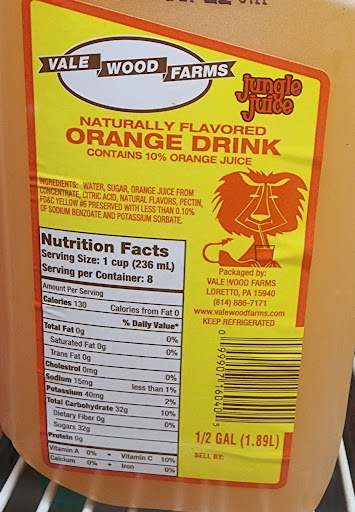 VALE WOOD FARMS
jungle
juice
NATURALLY FLAVORED
ORANGE DRINK
CONTAINS 10% ORANGE JUICE
INGREDIENTS: WATER, SUGAR, ORANGE JUICE FROM
CONCENTRATE, CITRIC ACID, NATURAL FLAVORS, PECTIN,
FD&C YELLOW #6 PRESERVED WITH LESS THAN 0.10%
OF SODIUM BENZOATE AND POTASSIUM SORBATE.
Nutrition Facts
Serving Size: 1 cup (236 mL)
Serving per Container: 8
Amount Per Serving
Calories 130 Calories from Fat 0
% Daily Value*
Total Fat 0g 0%
Saturated Fat 0g 0%
Trans Fat 0g
Cholesterol 0mg 0%
Sodium 15mg less than 1%
Potassium 40mg 2%
Total Carbohydrate 32g 10%
Dietary Fiber 0g 0%
Sugars 32g
Protein 0g
Vitamin A 0% • Vitamin C 10%
Calcium 0% • Iron 0%
Packaged by:
VALE WOOD FARMS
LORETTO, PA 15940
(814) 886-7171
www.valewoodfarms.com
KEEP REFRIGERATED
0 99907 16040 5
1/2 GAL (1.89L)
SELL BY: